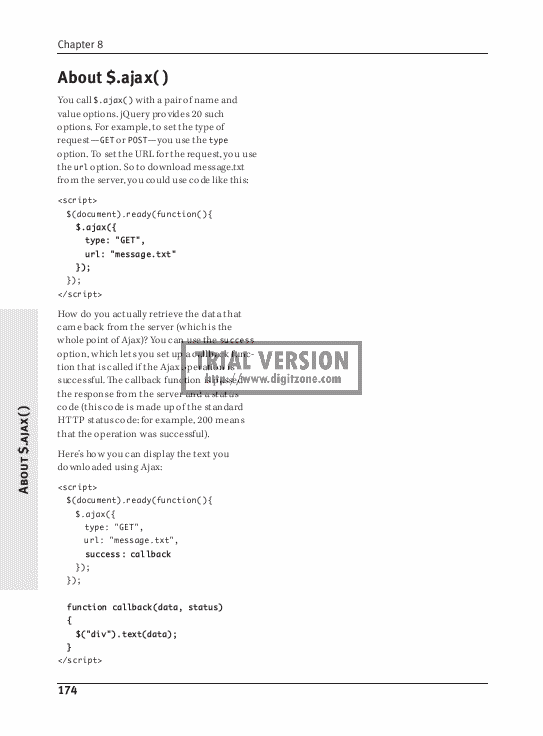 Chapter 8
About $.ajax()
You call $.ajax() with a pair of name and
value options. jQuery provides 20 such
options. For example, to set the type of
request—GET or POST—you use the type
option. To set the URL for the request, you use
the url option. So to download message.txt
from the server, you could use code like this:
<script>
$(document).ready(function(){
$.ajax({
type: "GET",
url: "message.txt"
});
});
</script>
How do you actually retrieve the data that
came back from the server (which is the
whole point of Ajax)? You can use the success
option, which lets you set up a callback func-
tion that is called if the Ajax operation is
successful. The callback function is passed
the response from the server and a status
code (this code is made up of the standard
HTTP status code: for example, 200 means
that the operation was successful).
Here's how you can display the text you
downloaded using Ajax:
<script>
$(document).ready(function(){
$.ajax({
type: "GET",
url: "message.txt",
success: callback
});
});
function callback(data, status)
{
$("div").text(data);
}
</script>
174
About $.ajax()
TRIAL VERSION
http://www.digitzone.com